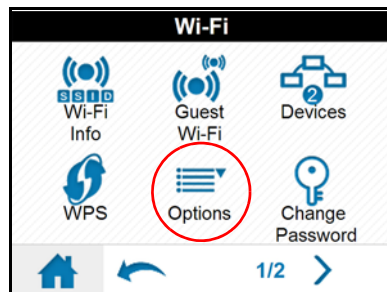 Wi-Fi
SSID
Wi-Fi
Info
Guest
Wi-Fi
2
Devices
WPS
Options
Change
Password
1/2